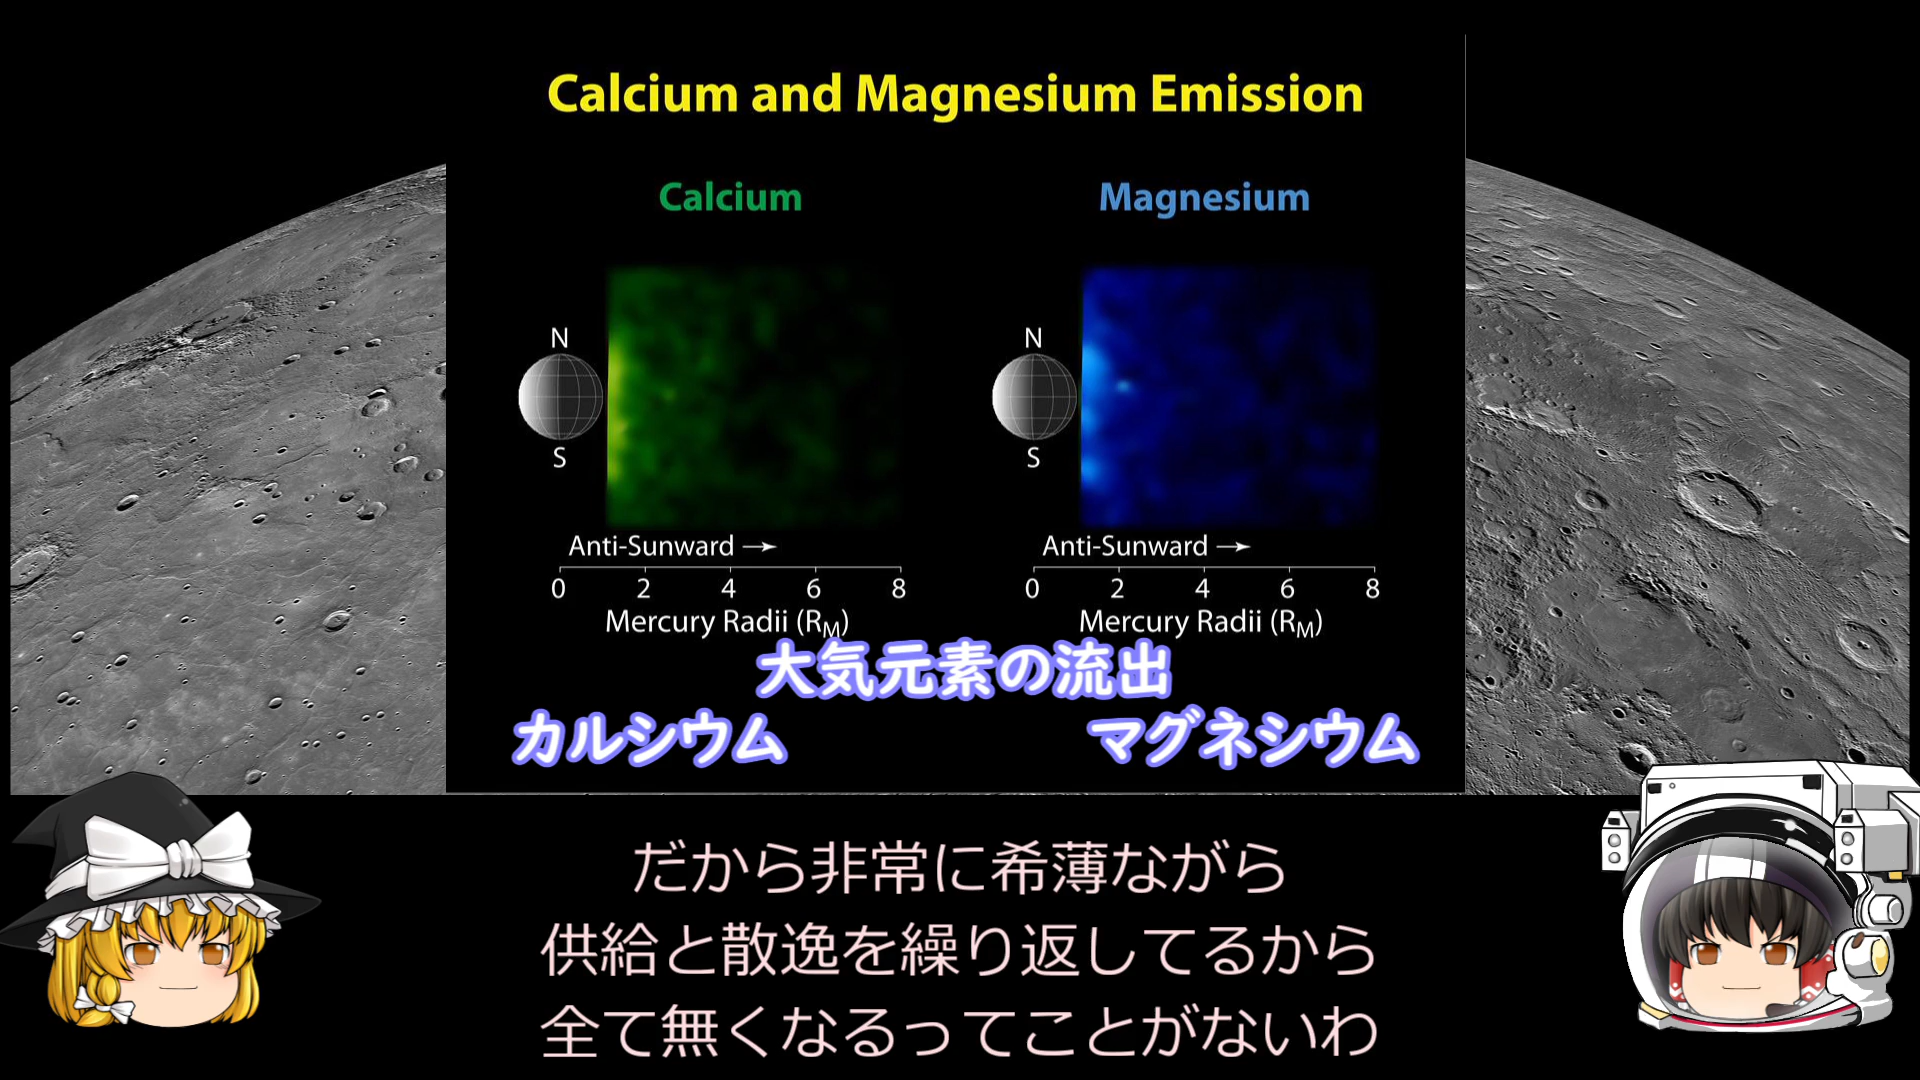 Calcium and Magnesium Emission
Calcium
Magnesium
N
N
S
S
Anti-Sunward →
Anti-Sunward →
0 2 4 6 8
0 2 4 6 8
Mercury Radii (RM)
Mercury Radii (RM)
大気元素の流出
カルシウム
マグネシウム
だから非常に希薄ながら
供給と散逸を繰り返してるから
全て無くなるってことがないわ